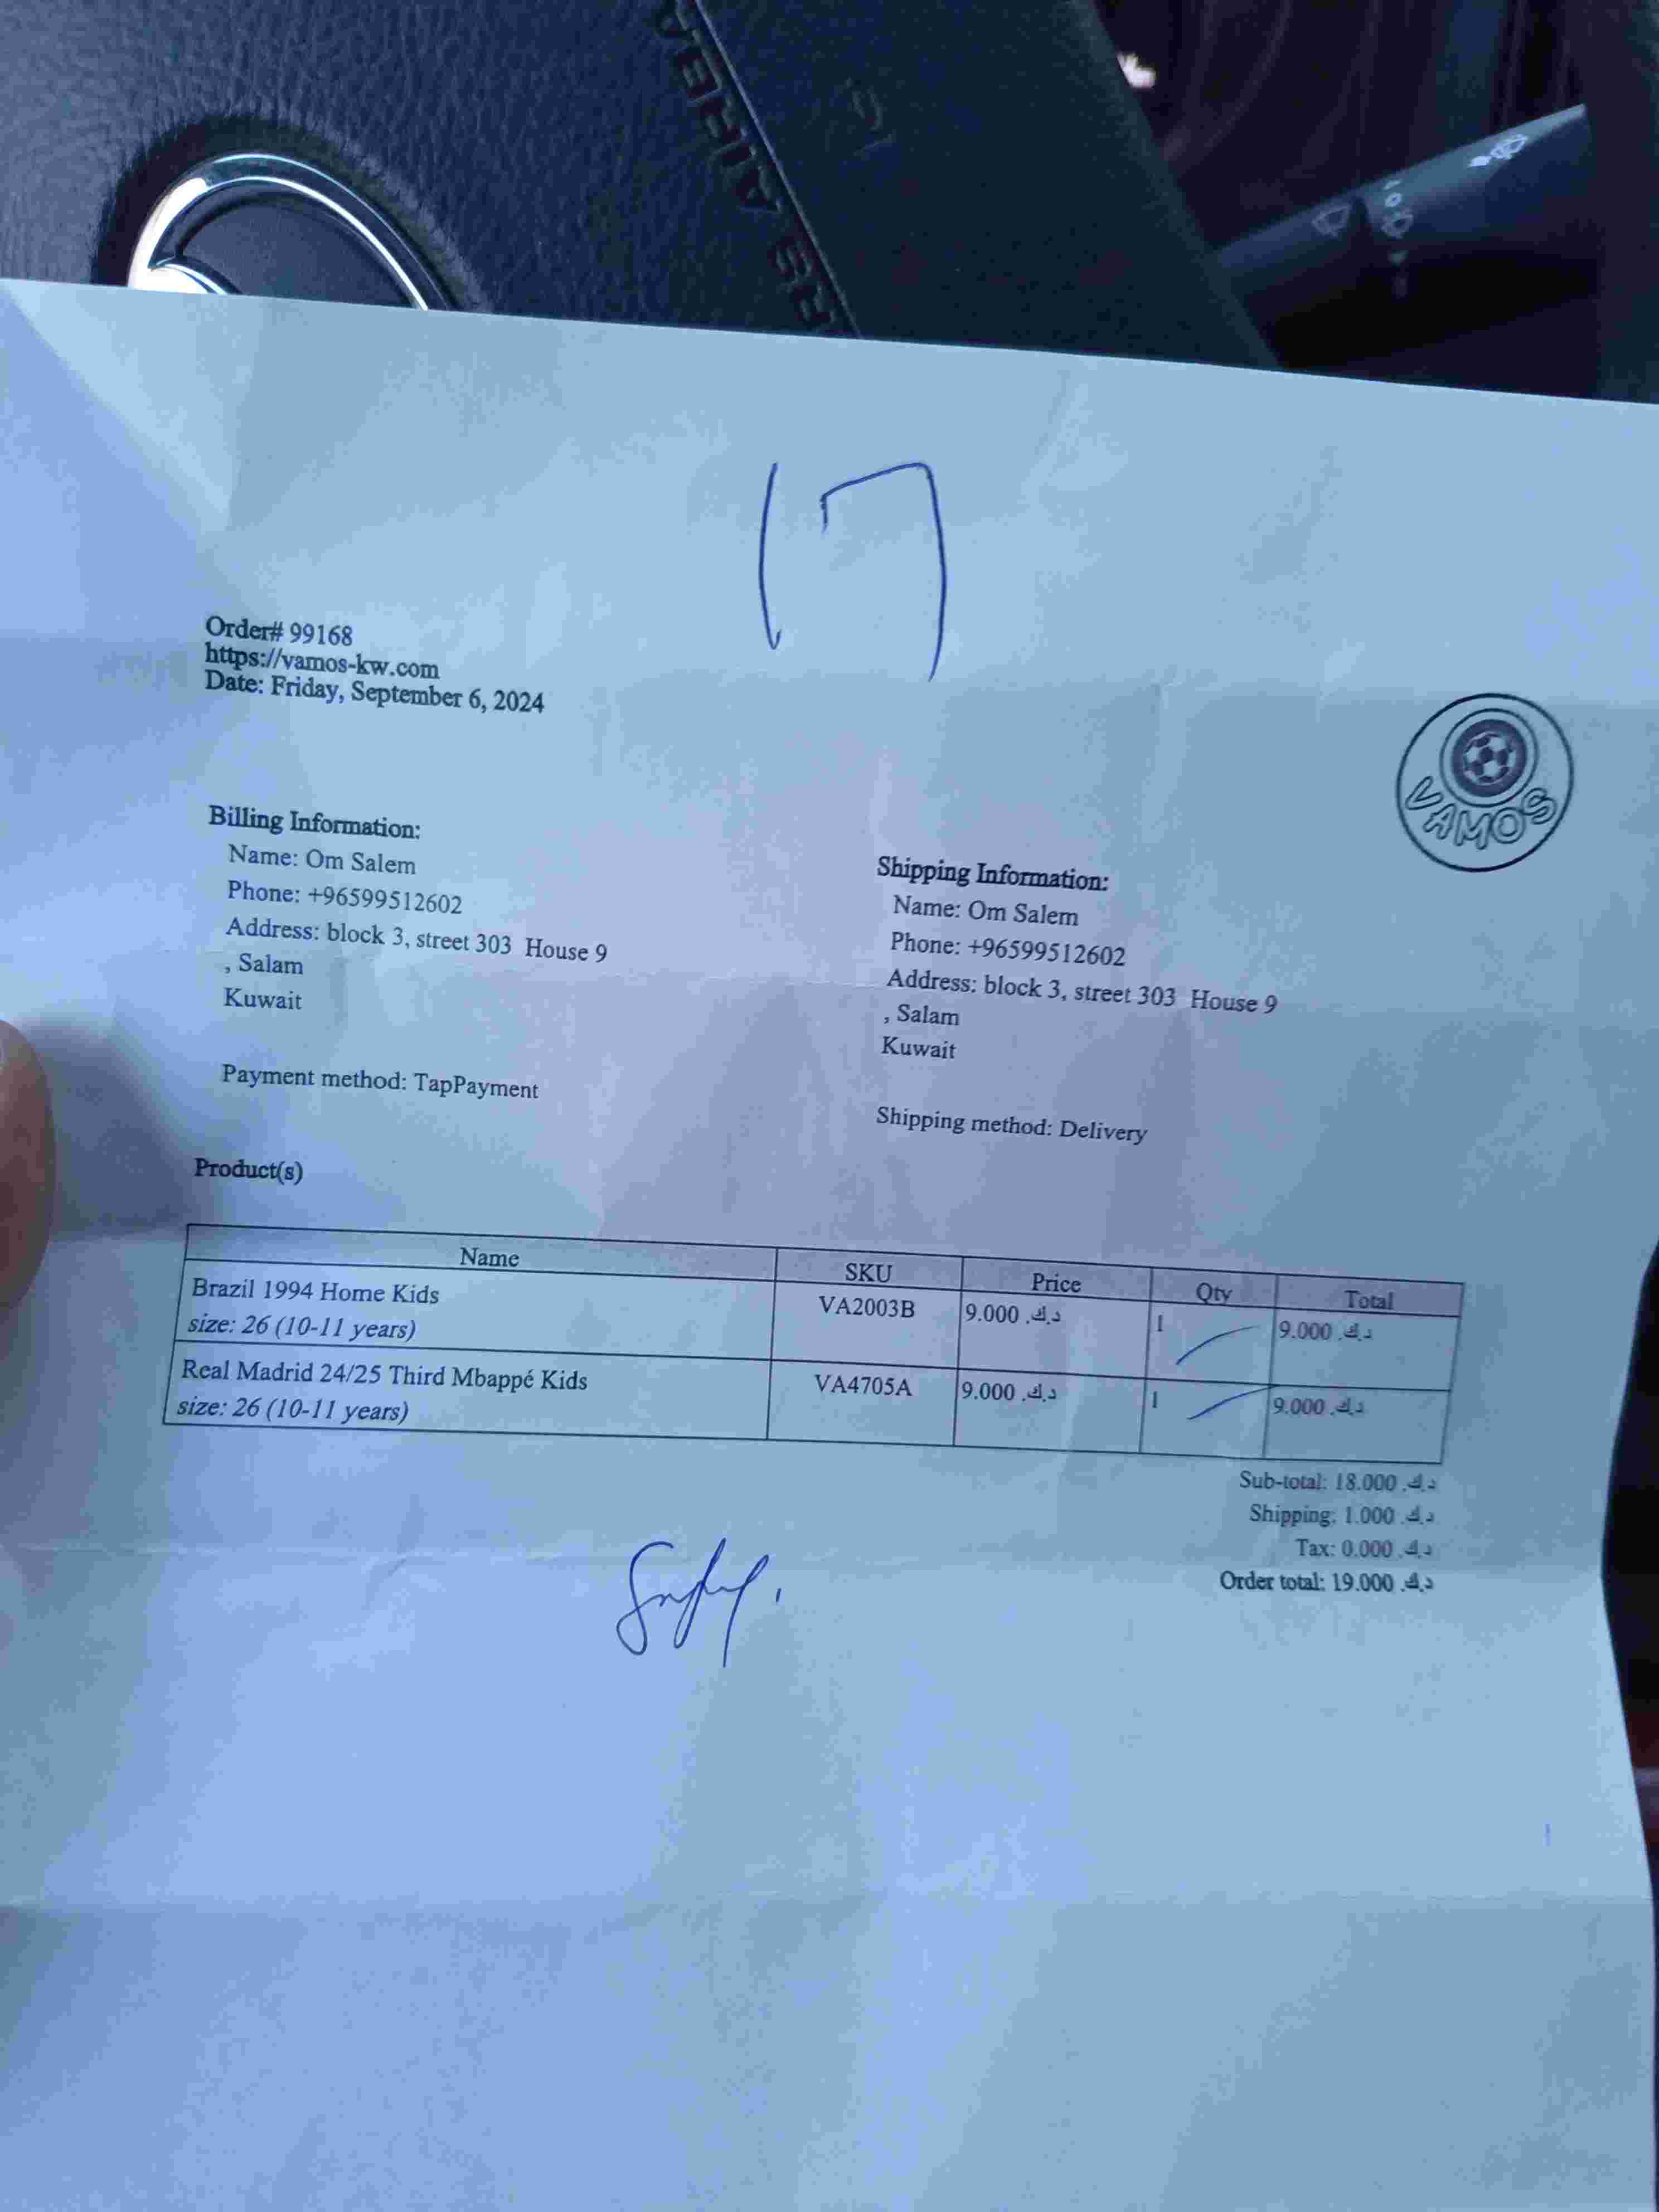 SRS AIRBA
17
Order# 99168
https://vamos-kw.com
Date: Friday, September 6, 2024
VAMOS
Billing Information:
Name: Om Salem
Phone: +96599512602
Address: block 3, street 303 House 9
, Salam
Kuwait
Payment method: TapPayment
Shipping Information:
Name: Om Salem
Phone: +96599512602
Address: block 3, street 303 House 9
, Salam
Kuwait
Shipping method: Delivery
Product(s)
Name SKU Price Qty Total
Brazil 1994 Home Kids VA2003B 9.000 د.ك. 1 9.000 د.ك.
size: 26 (10-11 years)
Real Madrid 24/25 Third Mbappé Kids VA4705A 9.000 د.ك. 1 9.000 د.ك.
size: 26 (10-11 years)
Sub-total: 18.000 د.ك.
Shipping: 1.000 د.ك.
Tax: 0.000 د.ك.
Order total: 19.000 د.ك.